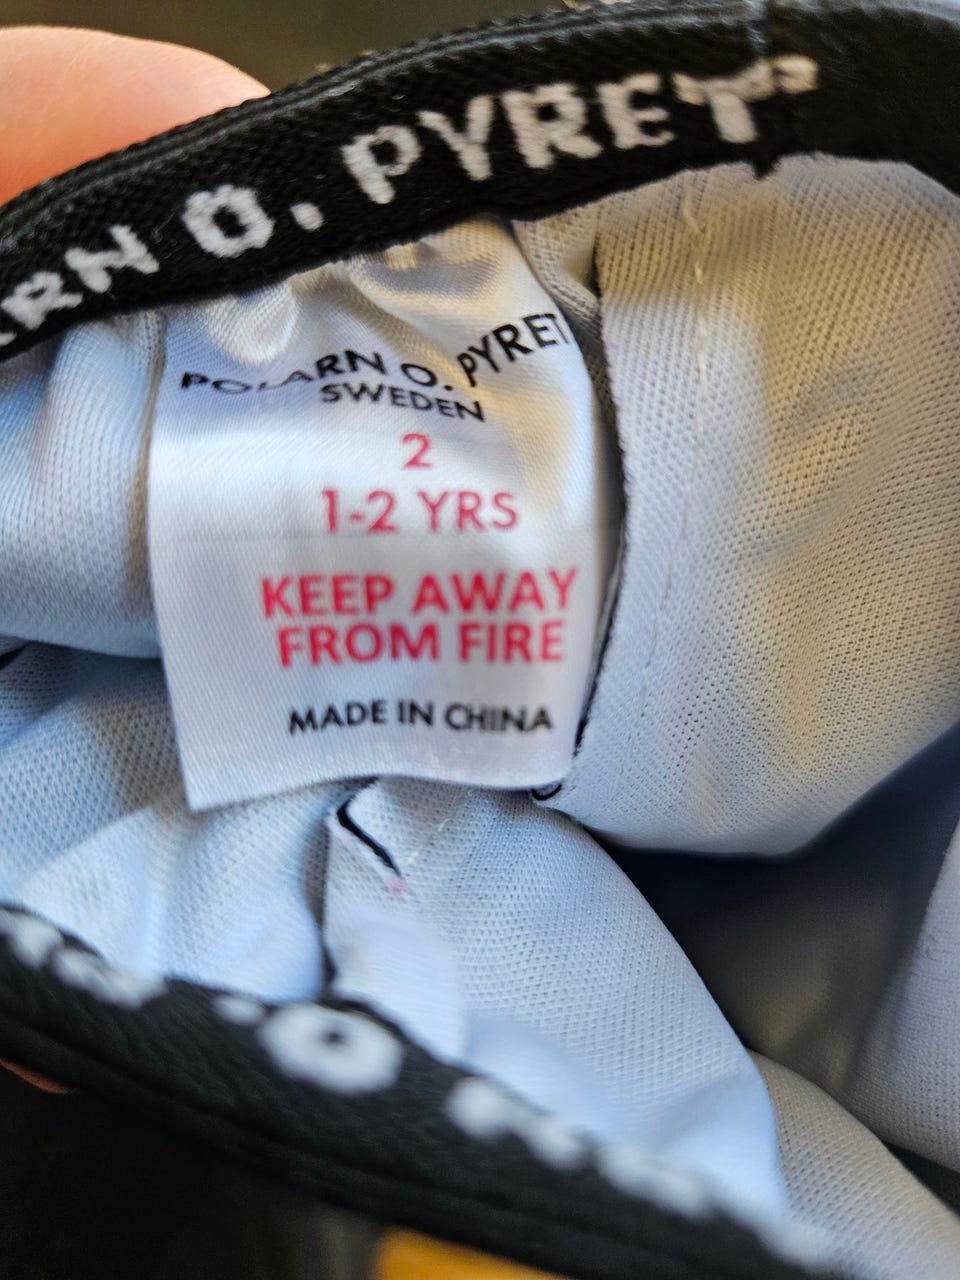 RN O. PYRET
POLARN O. PYRET
SWEDEN
2
1-2 YRS
KEEP AWAY
FROM FIRE
MADE IN CHINA